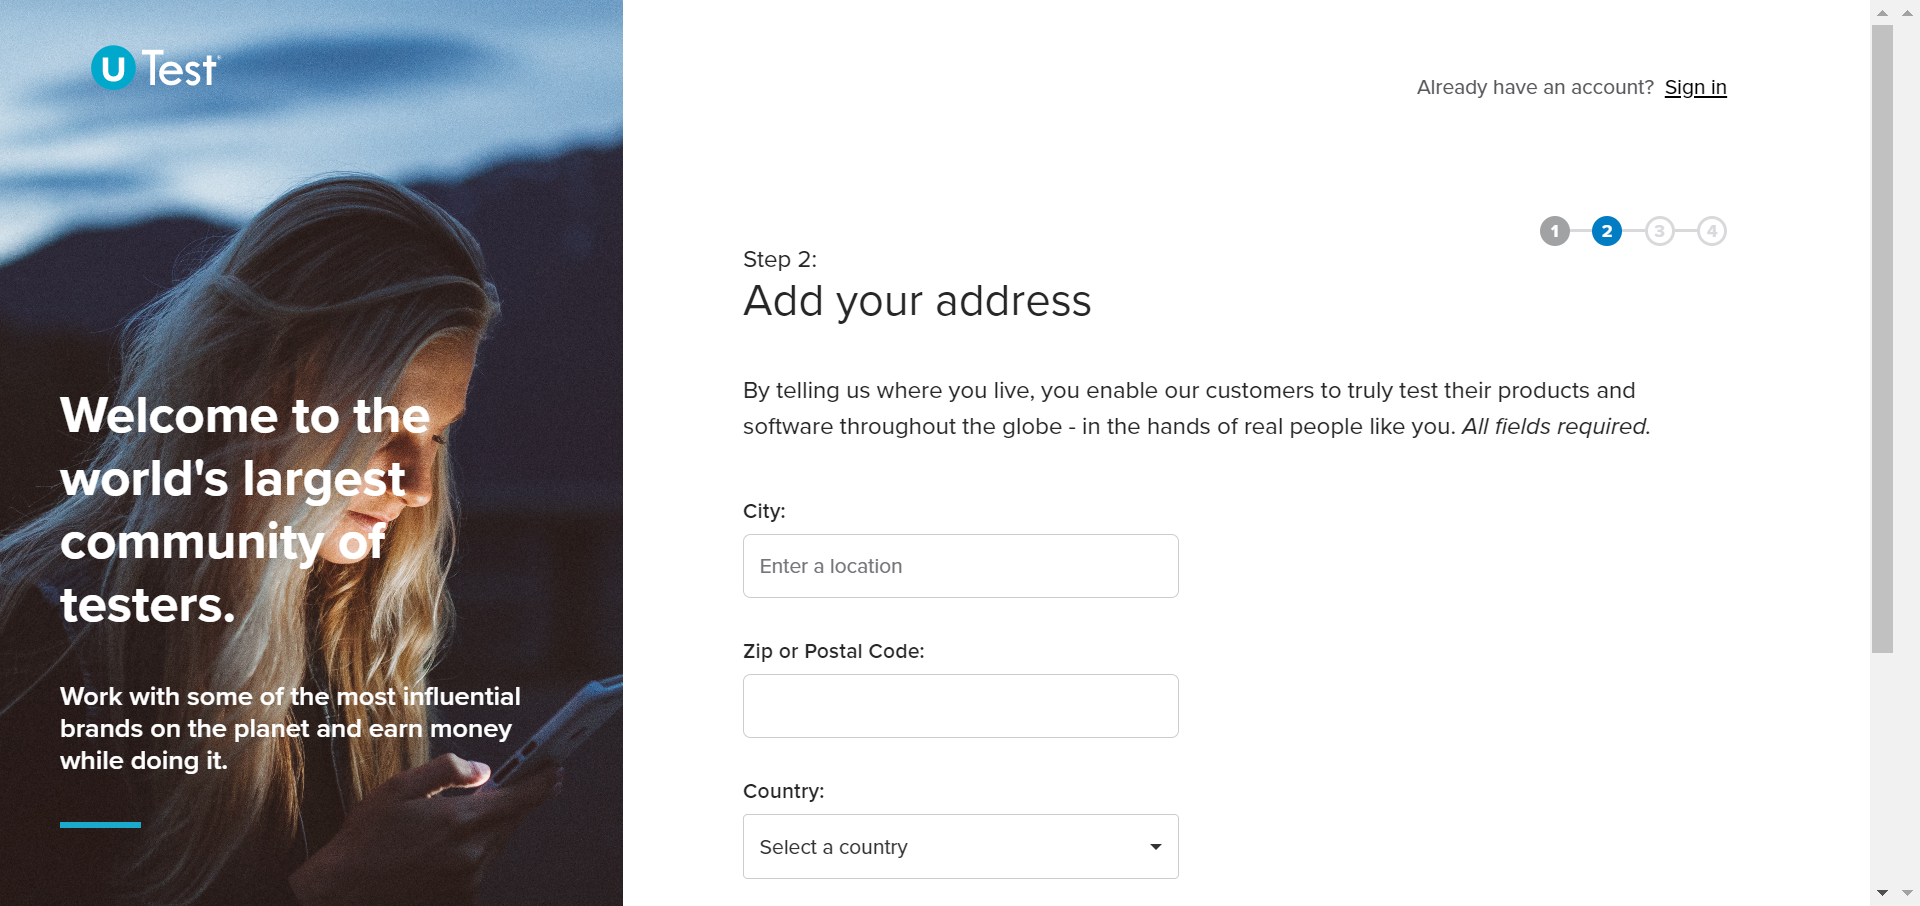 u Test
Already have an account? Sign in
1 2 3 4
Step 2:
Add your address
By telling us where you live, you enable our customers to truly test their products and
software throughout the globe - in the hands of real people like you. All fields required.
City:
Enter a location
Zip or Postal Code:
Country:
Select a country
Welcome to the
world's largest
community of
testers.
Work with some of the most influential
brands on the planet and earn money
while doing it.